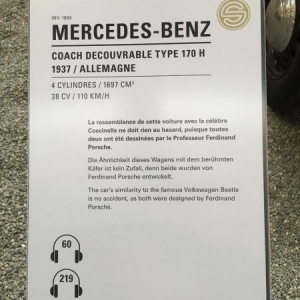 INV. 1034
MERCEDES-BENZ
COACH DECOUVRABLE TYPE 170 H
1937 / ALLEMAGNE
4 CYLINDRES / 1697 CM³
38 CV / 110 KM/H
La ressemblance de cette voiture avec la célèbre
Coccinelle ne doit rien au hasard, puisque toutes
deux ont été dessinées par le Professeur Ferdinand
Porsche.
Die Ähnlichkeit dieses Wagens mit dem berühmten
Käfer ist kein Zufall, denn beide wurden von
Ferdinand Porsche entwickelt.
The car's similarity to the famous Volkswagen Beetle
is no accident, as both were designed by Ferdinand
Porsche.
60
219